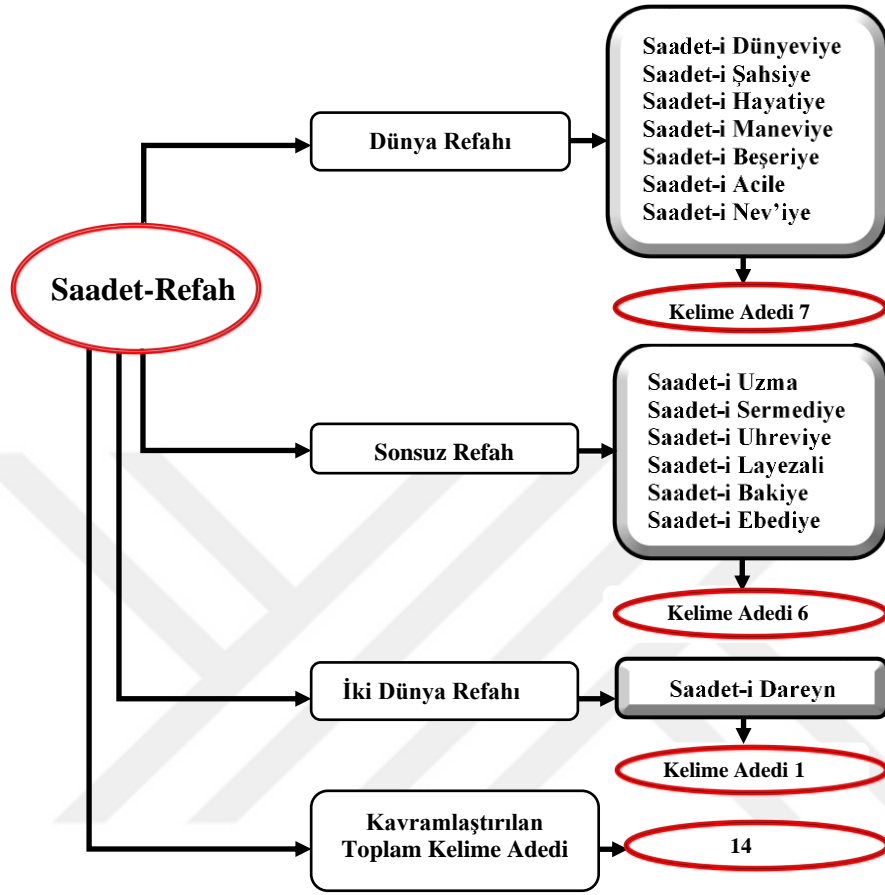 Saadet-Refah
Dünya Refahı
Saadet-i Dünyeviye
Saadet-i Şahsiye
Saadet-i Hayatiye
Saadet-i Maneviye
Saadet-i Beşeriye
Saadet-i Acile
Saadet-i Nev’iye
Kelime Adedi 7
Sonsuz Refah
Saadet-i Uzma
Saadet-i Sermediye
Saadet-i Uhreviye
Saadet-i Layezali
Saadet-i Bakiye
Saadet-i Ebediye
Kelime Adedi 6
İki Dünya Refahı
Saadet-i Dareyn
Kelime Adedi 1
Kavramlaştırılan
Toplam Kelime Adedi
14